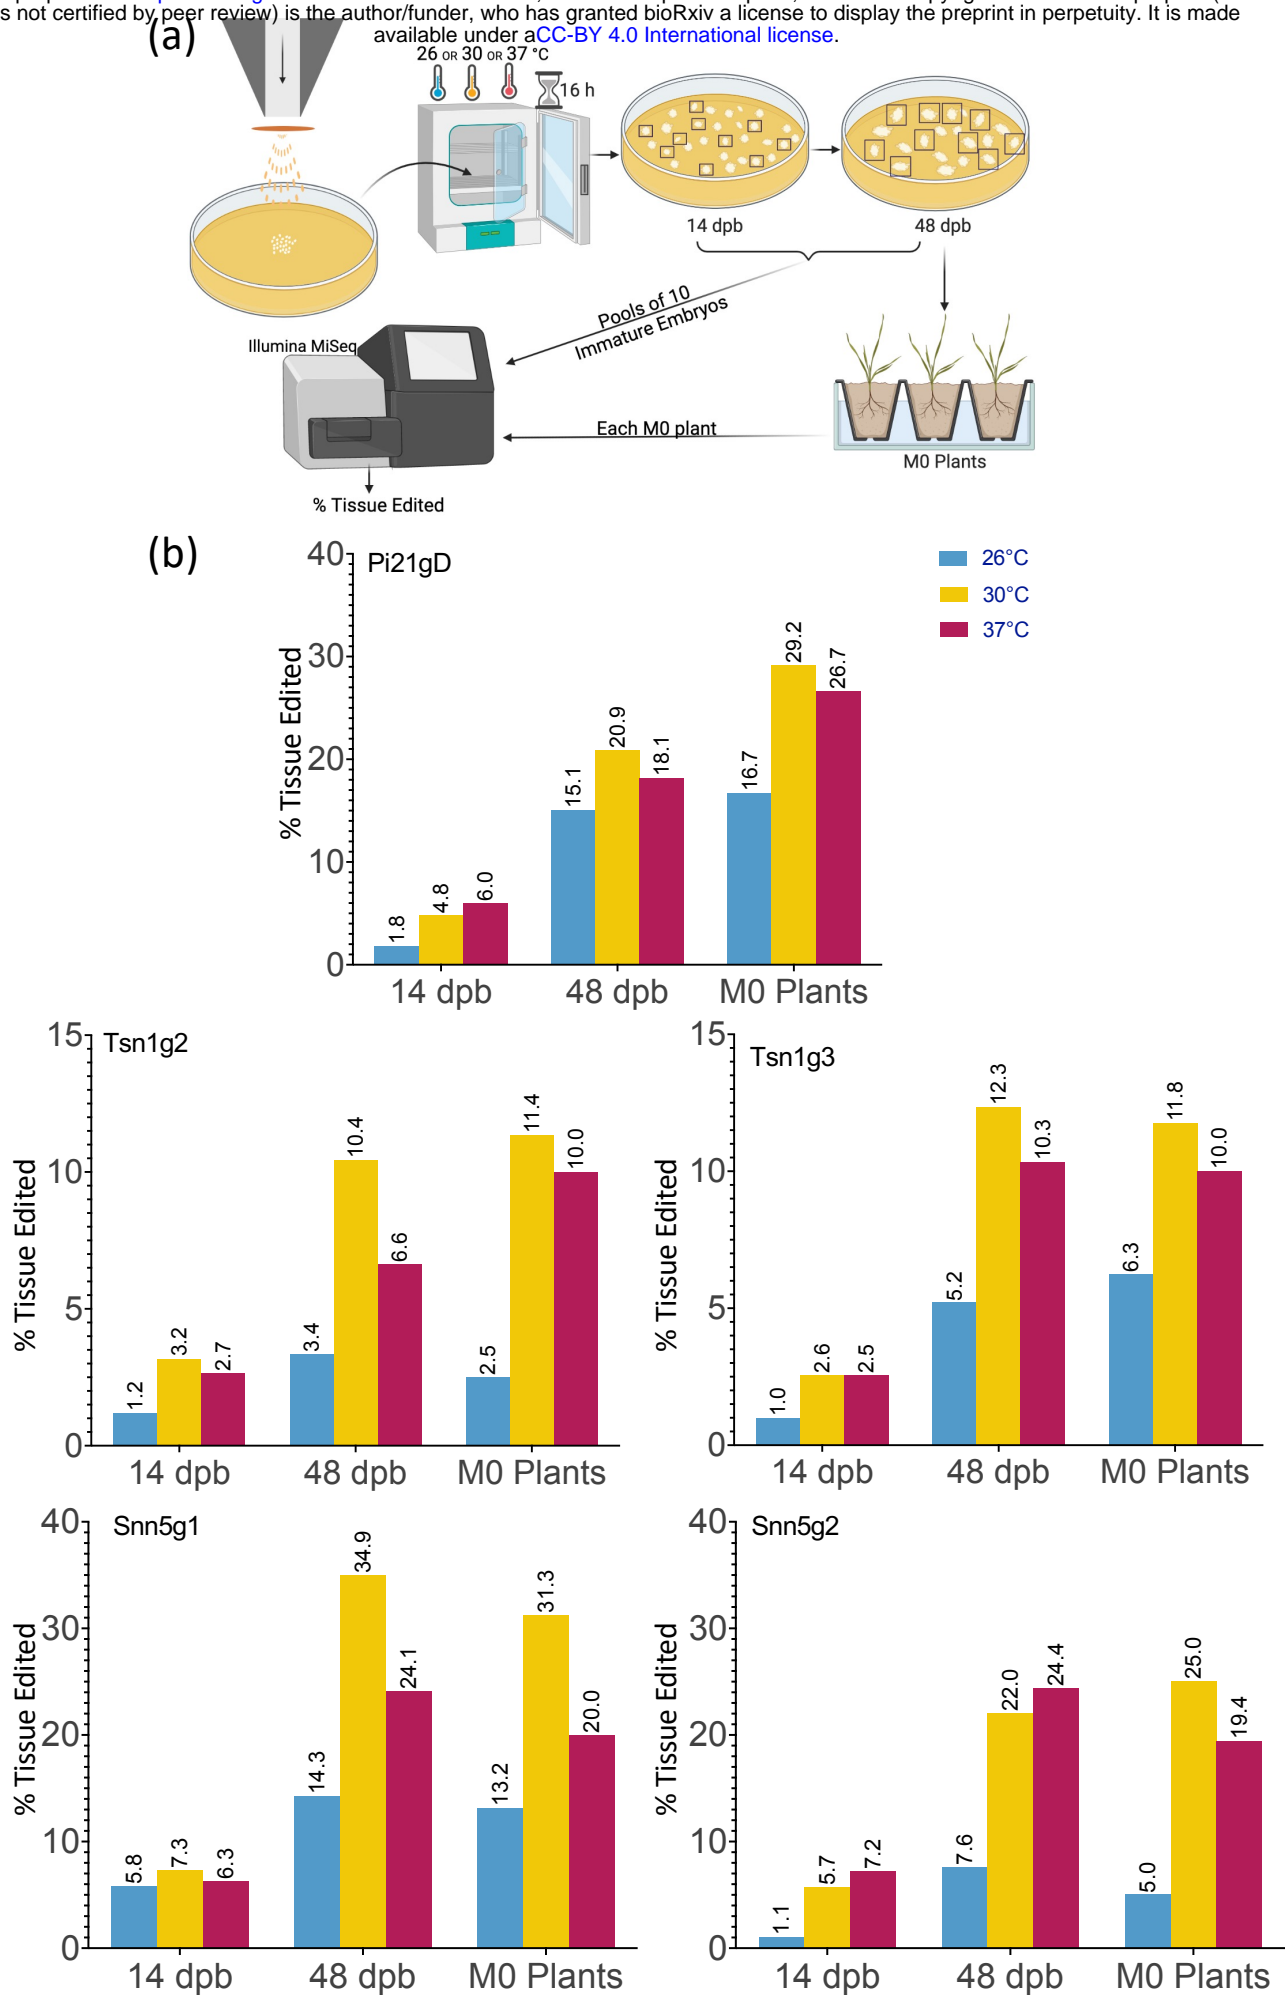 s not certified by peer review) is the author/funder, who has granted bioRxiv a license to display the preprint in perpetuity. It is made
available under aCC-BY 4.0 International license.
(a)
26 OR 30 OR 37 °C
16 h
14 dpb
48 dpb
Pools of 10
Immature Embryos
Illumina MiSeq
Each M0 plant
M0 Plants
% Tissue Edited
(b)
Pi21gD
26°C
30°C
37°C
% Tissue Edited
40
30
20
10
0
1.8
4.8
6.0
15.1
20.9
18.1
16.7
29.2
26.7
14 dpb
48 dpb
M0 Plants
Tsn1g2
% Tissue Edited
15
10
5
0
1.2
3.2
2.7
3.4
10.4
6.6
2.5
11.4
10.0
14 dpb
48 dpb
M0 Plants
Tsn1g3
% Tissue Edited
15
10
5
0
1.0
2.6
2.5
5.2
12.3
10.3
6.3
11.8
10.0
14 dpb
48 dpb
M0 Plants
Snn5g1
% Tissue Edited
40
30
20
10
0
5.8
7.3
6.3
14.3
34.9
24.1
13.2
31.3
20.0
14 dpb
48 dpb
M0 Plants
Snn5g2
% Tissue Edited
40
30
20
10
0
1.1
5.7
7.2
7.6
22.0
24.4
5.0
25.0
19.4
14 dpb
48 dpb
M0 Plants